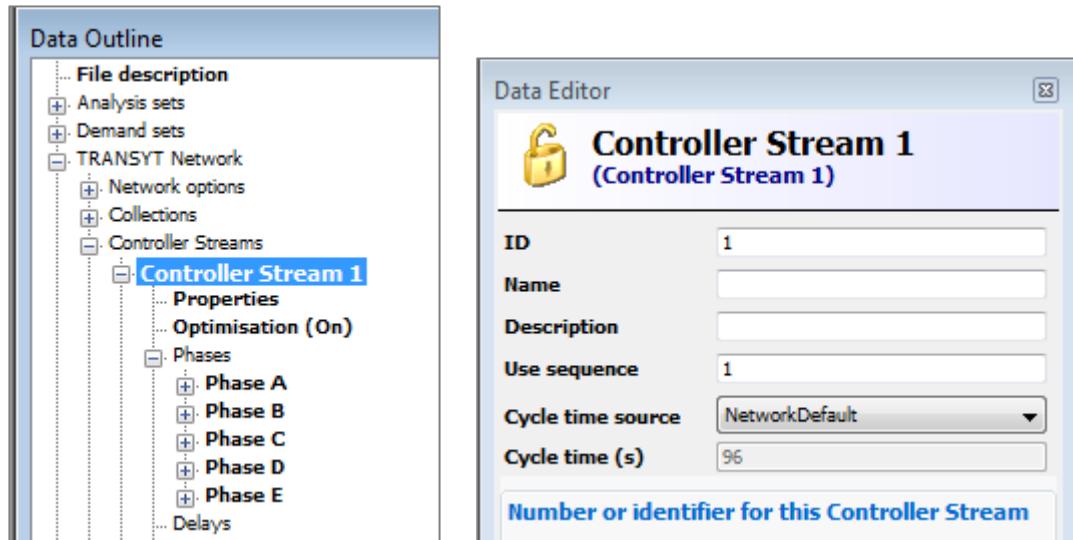 Data Outline
File description
Analysis sets
Demand sets
TRANSYT Network
Network options
Collections
Controller Streams
Controller Stream 1
Properties
Optimisation (On)
Phases
Phase A
Phase B
Phase C
Phase D
Phase E
Delays
Data Editor
Controller Stream 1
(Controller Stream 1)
ID 1
Name
Description
Use sequence 1
Cycle time source NetworkDefault
Cycle time (s) 96
Number or identifier for this Controller Stream